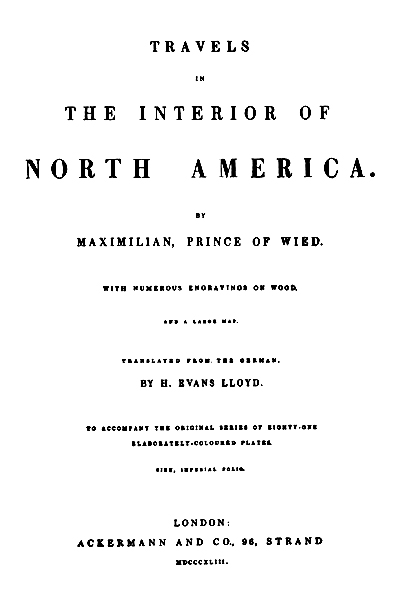 TRAVELS
IN
THE INTERIOR OF
NORTH AMERICA.
BY
MAXIMILIAN, PRINCE OF WIED.
WITH NUMEROUS ENGRAVINGS ON WOOD,
AND A LARGE MAP.
TRANSLATED FROM THE GERMAN,
BY H. EVANS LLOYD.
TO ACCOMPANY THE ORIGINAL SERIES OF EIGHTY-ONE
ELABORATELY-COLOURED PLATES.
SIZE, IMPERIAL FOLIO.
LONDON:
ACKERMANN AND CO., 96, STRAND
MDCCCXLIII.